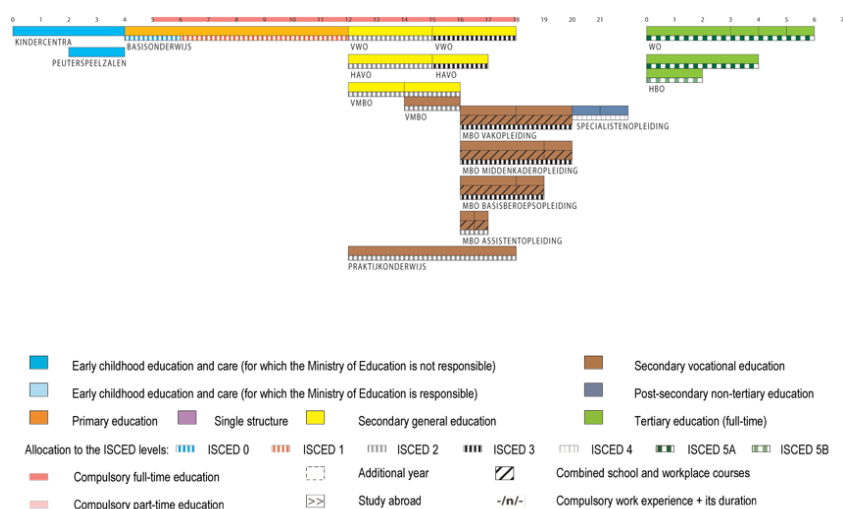 0 1 2 3 4 5 6 7 8 9 10 11 12 13 14 15 16 17 18 19 20 21 0 1 2 3 4 5 6 7
KINDERCENTRA BASISONDERWIJS VWO VWO WO
PEUTERSPEELZALEN
HAVO HAVO
HBO
VMBO
VMBO
SPECIALISTENOPLEIDING
MBO VAKOPLEIDING
MBO MIDDENKADEROPLEIDING
MBO BASISBEROEPSOPLEIDING
MBO ASSISTENTOPLEIDING
PRAKTIJKONDERWIJS
Early childhood education and care (for which the Ministry of Education is not responsible) Secondary vocational education
Early childhood education and care (for which the Ministry of Education is responsible) Post-secondary non-tertiary education
Primary education Single structure Secondary general education Tertiary education (full-time)
Allocation to the ISCED levels: ISCED 0 ISCED 1 ISCED 2 ISCED 3 ISCED 4 ISCED 5A ISCED 5B
Compulsory full-time education Additional year Combined school and workplace courses
Compulsory part-time education >> Study abroad -/n/- Compulsory work experience + its duration